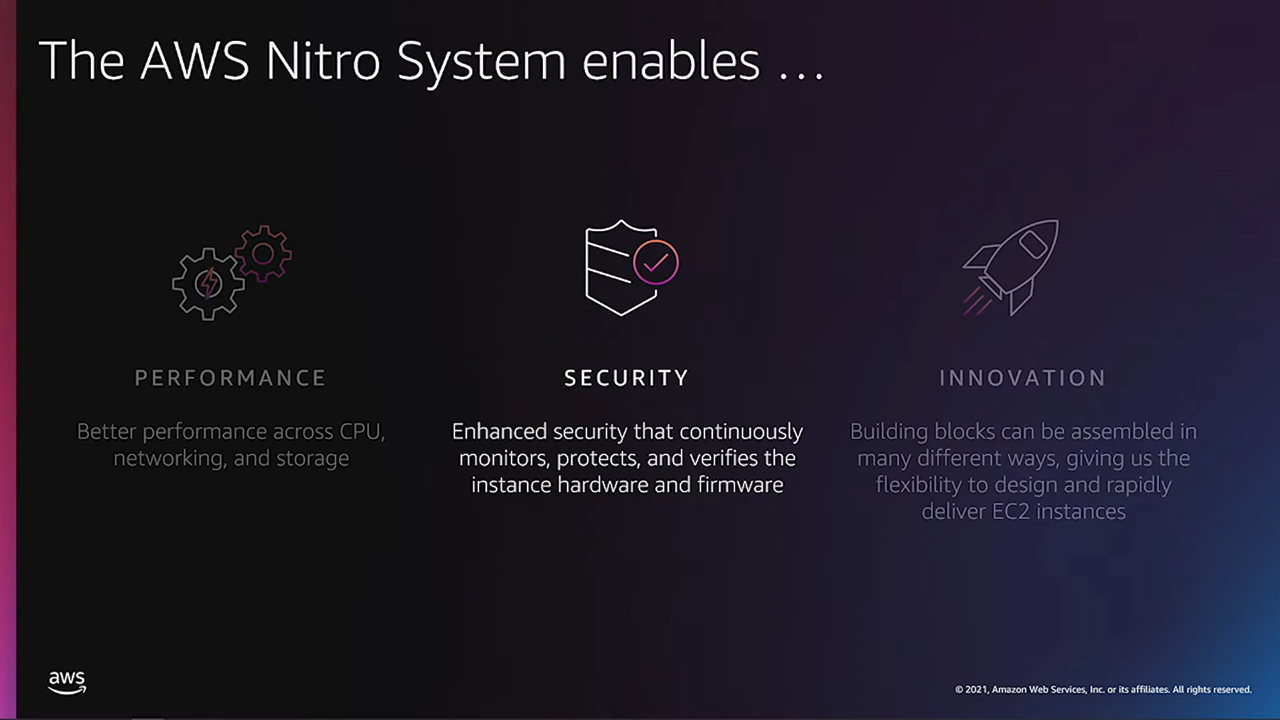 The AWS Nitro System enables ...
PERFORMANCE
Better performance across CPU,
networking, and storage
SECURITY
Enhanced security that continuously
monitors, protects, and verifies the
instance hardware and firmware
INNOVATION
Building blocks can be assembled in
many different ways, giving us the
flexibility to design and rapidly
deliver EC2 instances
aws
© 2021, Amazon Web Services, Inc. or its affiliates. All rights reserved.